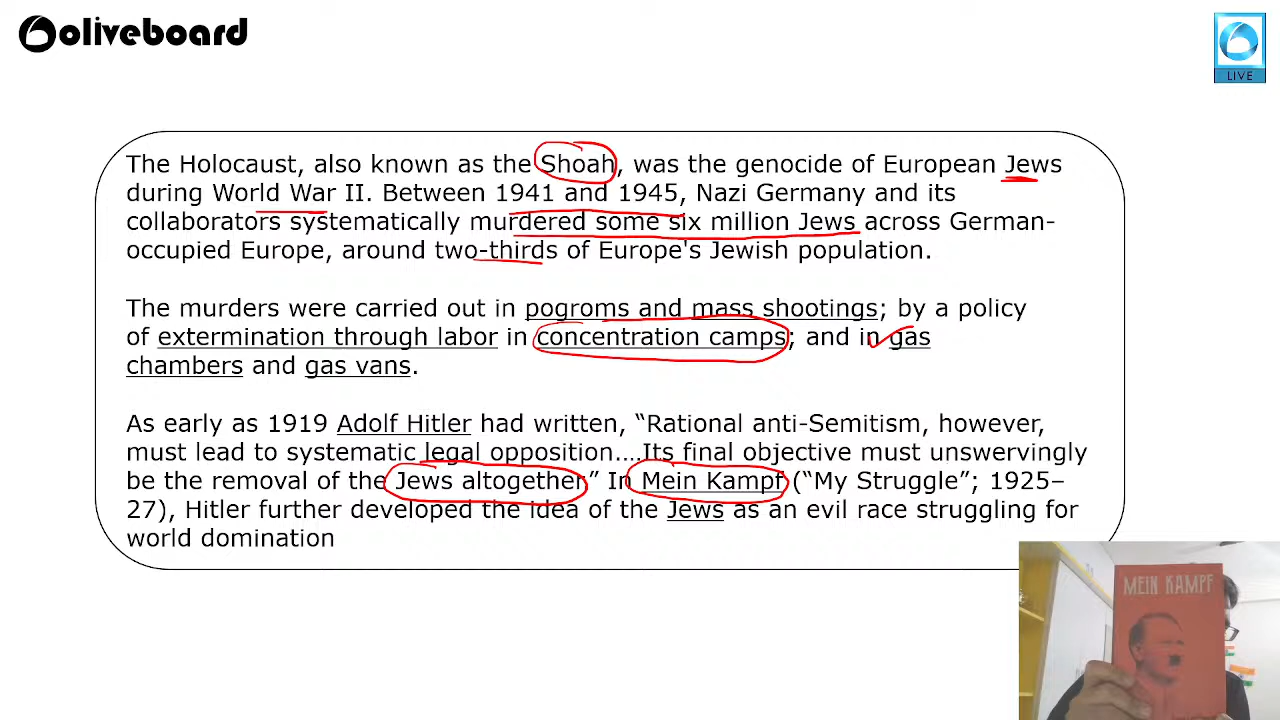 oliveboard
LIVE
The Holocaust, also known as the Shoah, was the genocide of European Jews
during World War II. Between 1941 and 1945, Nazi Germany and its
collaborators systematically murdered some six million Jews across German-
occupied Europe, around two-thirds of Europe's Jewish population.
The murders were carried out in pogroms and mass shootings; by a policy
of extermination through labor in concentration camps; and in gas
chambers and gas vans.
As early as 1919 Adolf Hitler had written, “Rational anti-Semitism, however,
must lead to systematic legal opposition.…Its final objective must unswervingly
be the removal of the Jews altogether” In Mein Kampf (“My Struggle”; 1925–
27), Hitler further developed the idea of the Jews as an evil race struggling for
world domination
MEIN KAMPF